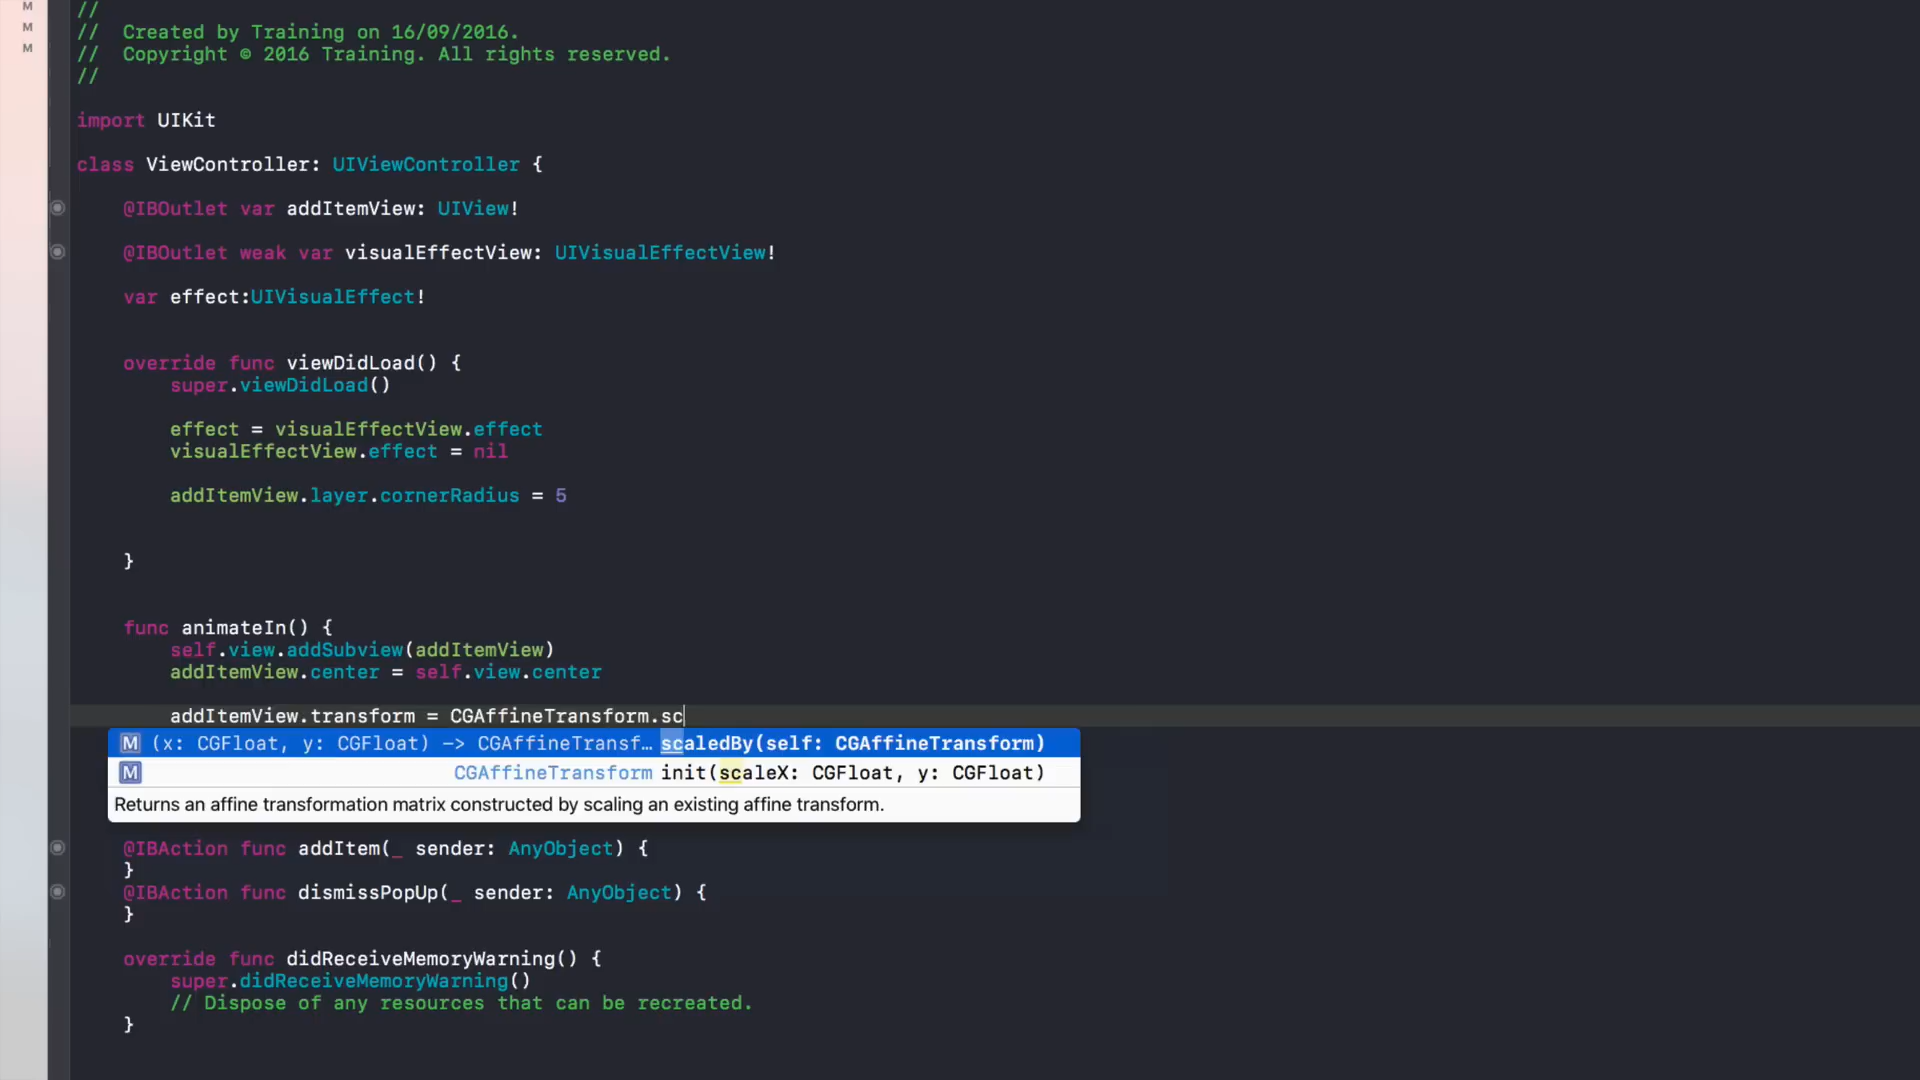 M
//
//  Created by Training on 16/09/2016.
M
//  Copyright © 2016 Training. All rights reserved.
M
//
import UIKit
class ViewController: UIViewController {
@IBOutlet var addItemView: UIView!
@IBOutlet weak var visualEffectView: UIVisualEffectView!
var effect:UIVisualEffect!
override func viewDidLoad() {
super.viewDidLoad()
effect = visualEffectView.effect
visualEffectView.effect = nil
addItemView.layer.cornerRadius = 5
}
func animateIn() {
self.view.addSubview(addItemView)
addItemView.center = self.view.center
addItemView.transform = CGAffineTransform.sc
M (x: CGFloat, y: CGFloat) -> CGAffineTransf… scaledBy(self: CGAffineTransform)
M CGAffineTransform init(scaleX: CGFloat, y: CGFloat)
Returns an affine transformation matrix constructed by scaling an existing affine transform.
@IBAction func addItem(_ sender: AnyObject) {
}
@IBAction func dismissPopUp(_ sender: AnyObject) {
}
override func didReceiveMemoryWarning() {
super.didReceiveMemoryWarning()
// Dispose of any resources that can be recreated.
}